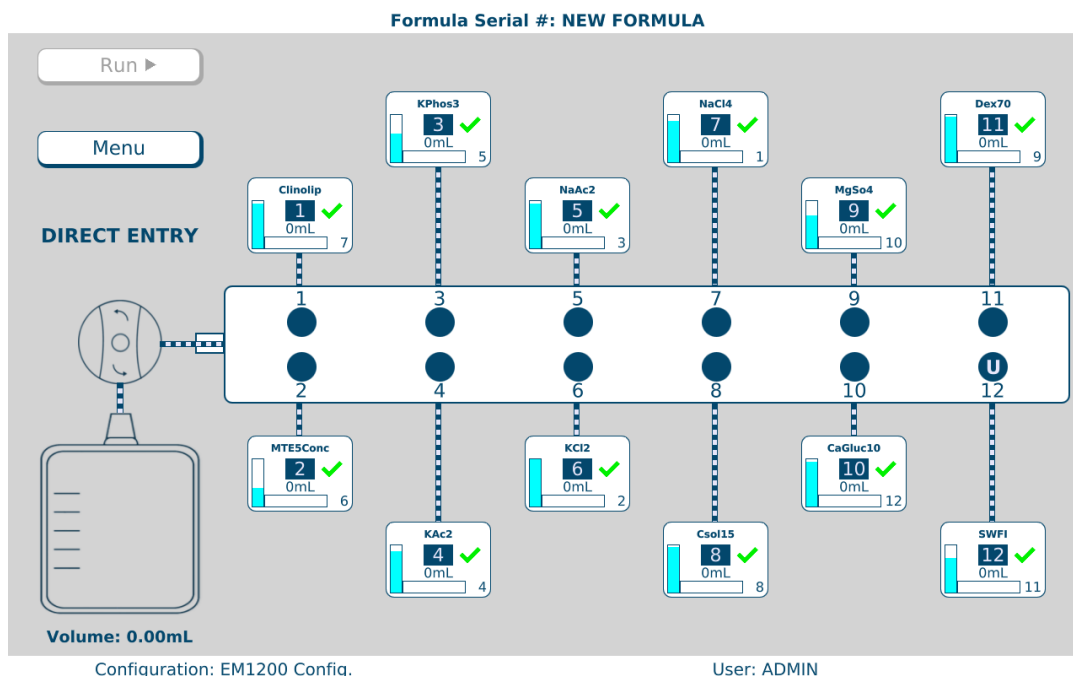 Formula Serial #: NEW FORMULA
Run
Menu
DIRECT ENTRY
KPhos3
3
0mL
5
NaCl4
7
0mL
1
Dex70
11
0mL
9
Clinolip
1
0mL
7
NaAc2
5
0mL
3
MgSo4
9
0mL
10
1 3 5 7 9 11
U
2 4 6 8 10 12
MTE5Conc
2
0mL
6
KCl2
6
0mL
2
CaGluc10
10
0mL
12
KAc2
4
0mL
4
Csol15
8
0mL
8
SWFI
12
0mL
11
Volume: 0.00mL
Configuration: EM1200 Config. User: ADMIN